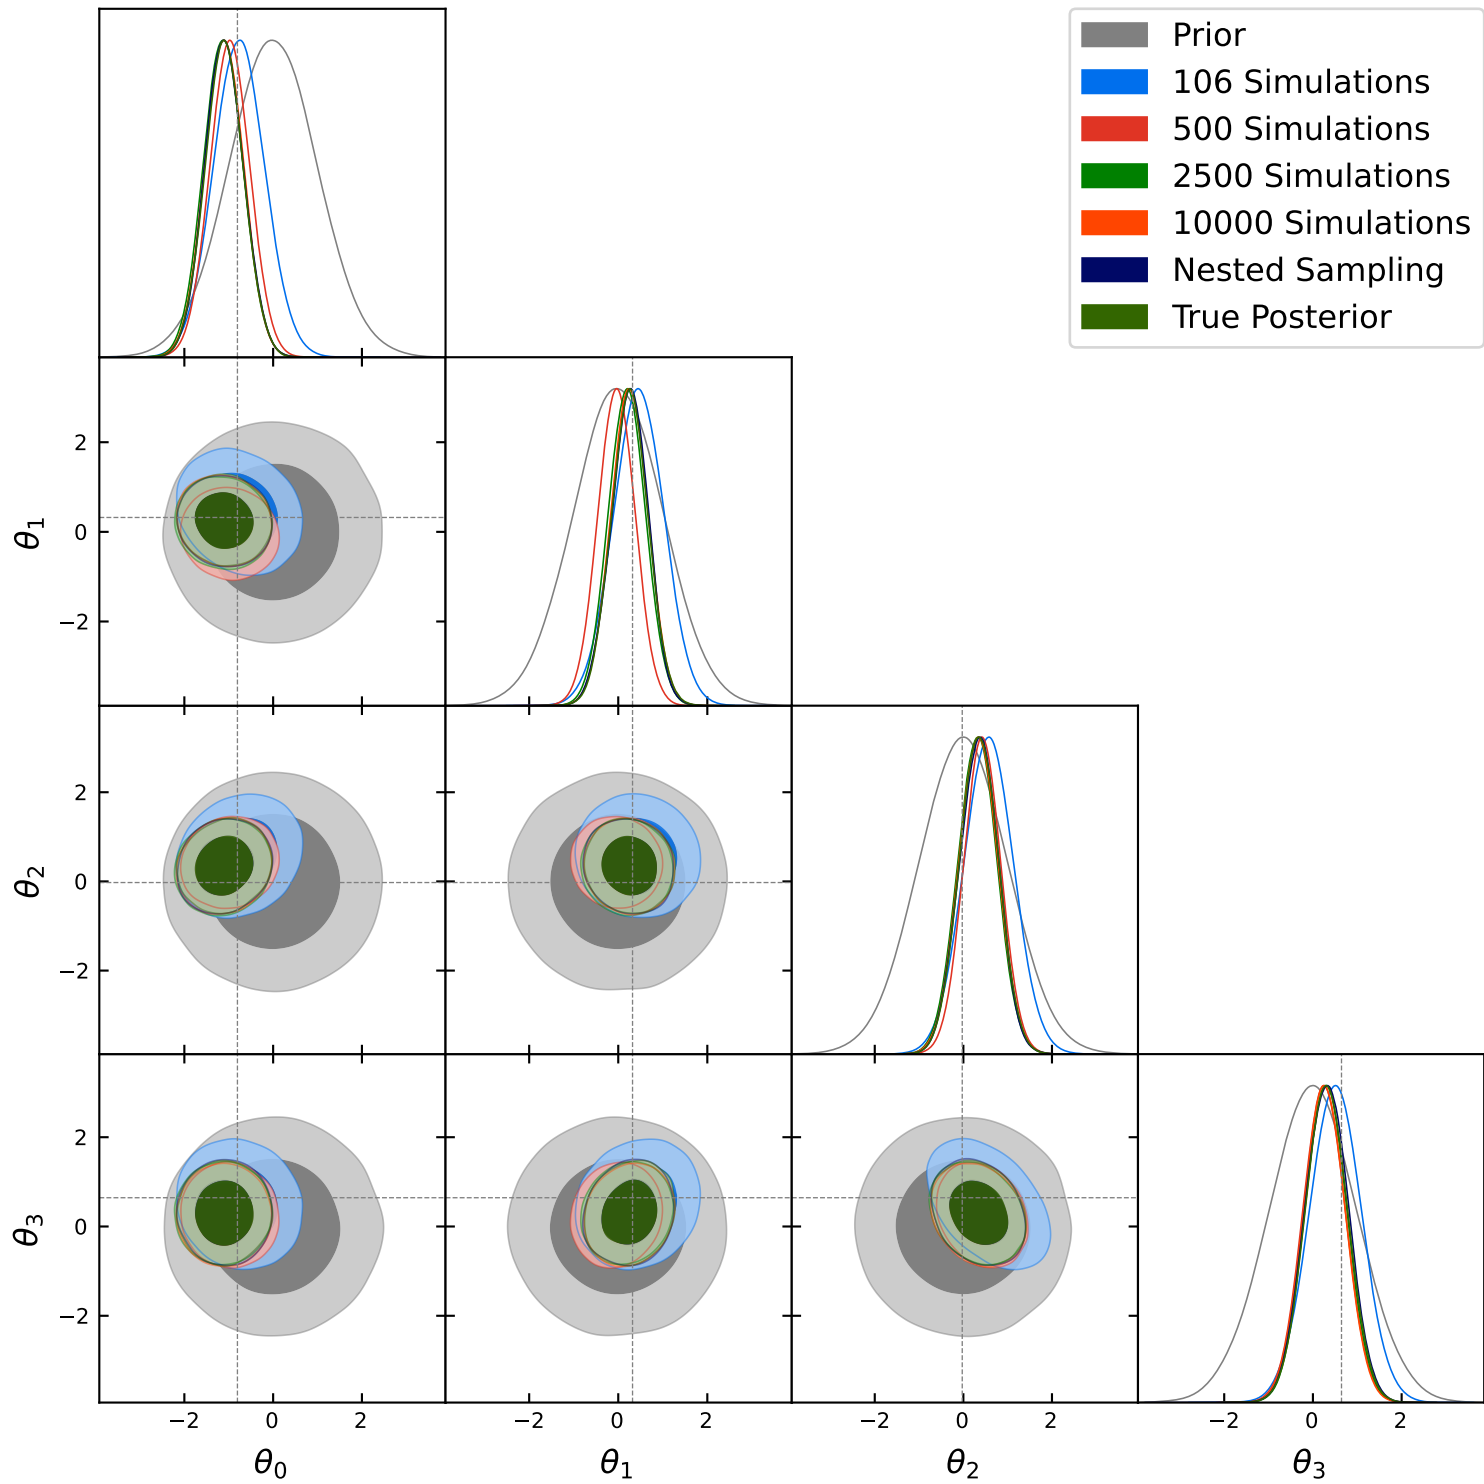 Prior
106 Simulations
500 Simulations
2500 Simulations
10000 Simulations
Nested Sampling
True Posterior
2
θ₁
0
−2
2
θ₂
0
−2
2
θ₃
0
−2
−2 0 2 −2 0 2 −2 0 2 −2 0 2
θ₀ θ₁ θ₂ θ₃